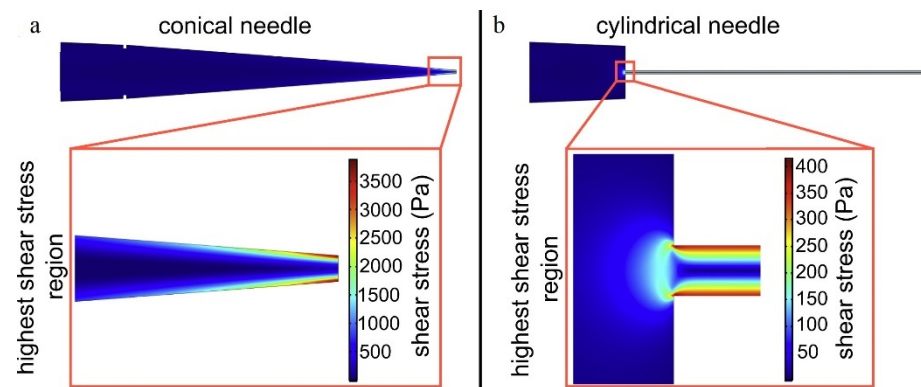 a
conical needle
highest shear stress
region
3500
3000
2500
2000
1500
1000
500
shear stress (Pa)
b
cylindrical needle
highest shear stress
region
400
350
300
250
200
150
100
50
shear stress (Pa)